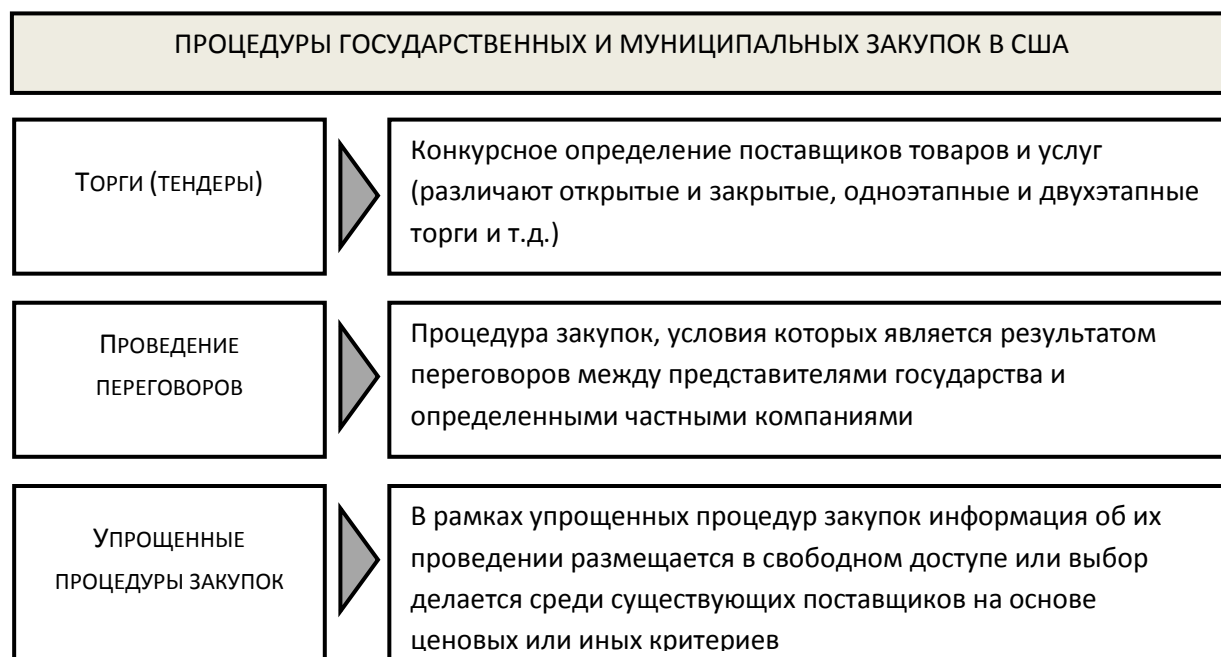 ПРОЦЕДУРЫ ГОСУДАРСТВЕННЫХ И МУНИЦИПАЛЬНЫХ ЗАКУПОК В США
ТОРГИ (ТЕНДЕРЫ)
Конкурсное определение поставщиков товаров и услуг
(различают открытые и закрытые, одноэтапные и двухэтапные
торги и т.д.)
ПРОВЕДЕНИЕ
ПЕРЕГОВОРОВ
Процедура закупок, условия которых является результатом
переговоров между представителями государства и
определенными частными компаниями
УПРОЩЕННЫЕ
ПРОЦЕДУРЫ ЗАКУПОК
В рамках упрощенных процедур закупок информация об их
проведении размещается в свободном доступе или выбор
делается среди существующих поставщиков на основе
ценовых или иных критериев